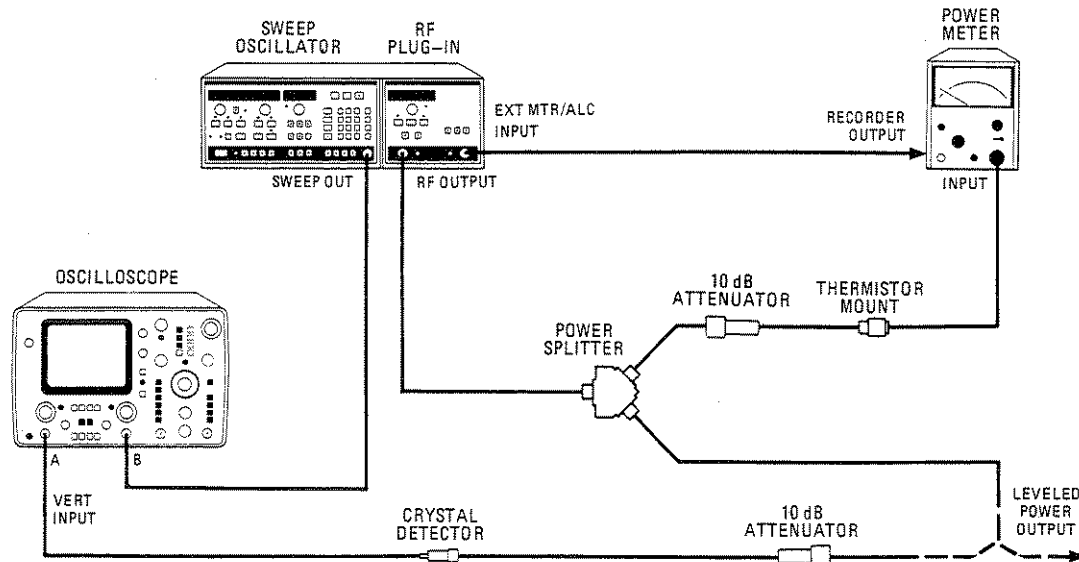 SWEEP
OSCILLATOR
RF
PLUG-IN
POWER
METER
EXT MTR/ALC
INPUT
RECORDER
OUTPUT
SWEEP OUT
RF OUTPUT
INPUT
OSCILLOSCOPE
10 dB
ATTENUATOR
THERMISTOR
MOUNT
POWER
SPLITTER
A
B
VERT
INPUT
CRYSTAL
DETECTOR
10 dB
ATTENUATOR
LEVELED
POWER
OUTPUT